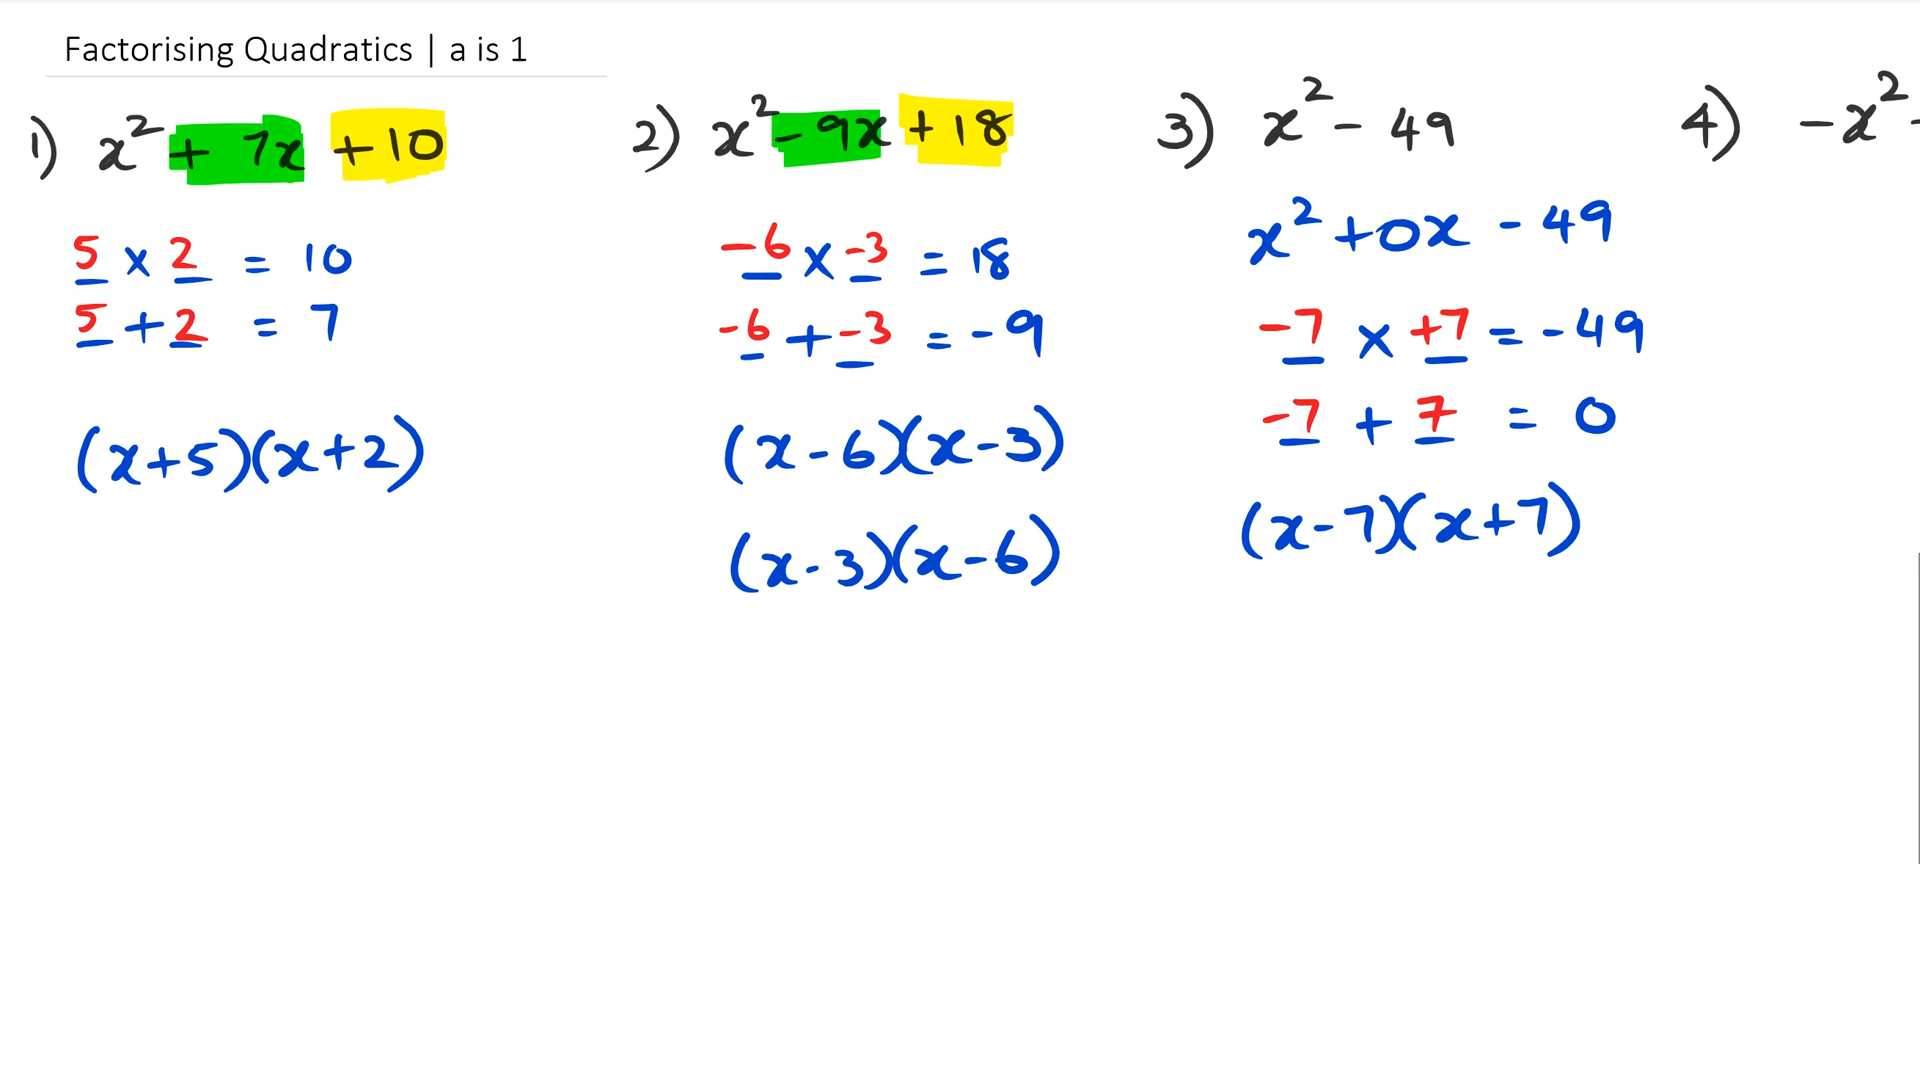 Factorising Quadratics | a is 1
1) x² + 7x + 10
5 × 2 = 10
5 + 2 = 7
(x+5)(x+2)
2) x² - 9x + 18
-6 × -3 = 18
-6 + -3 = -9
(x-6)(x-3)
(x-3)(x-6)
3) x² - 49
x² + 0x - 49
-7 × +7 = -49
-7 + 7 = 0
(x-7)(x+7)
4) -x² -